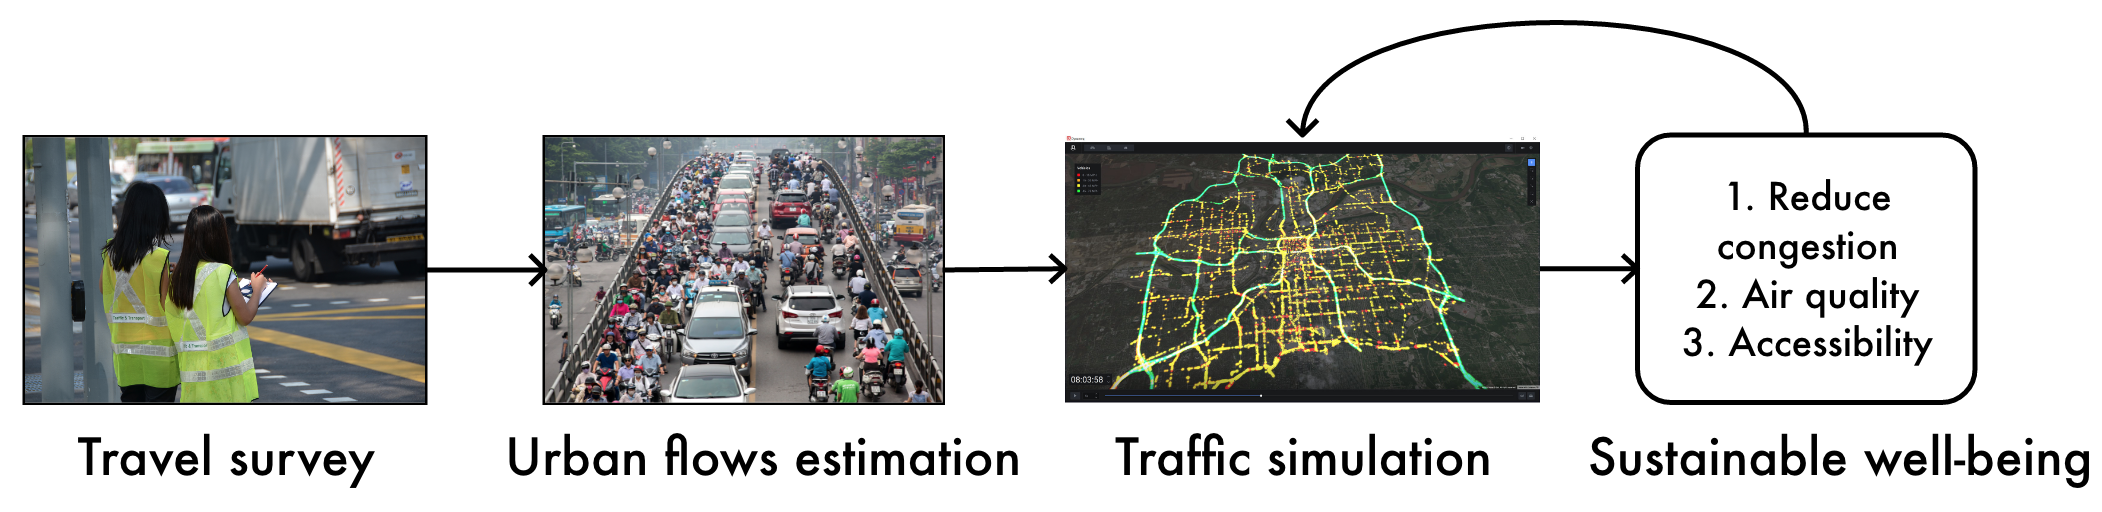 1. Reduce
congestion
2. Air quality
3. Accessibility
08:03:58
Travel survey
Urban flows estimation
Traffic simulation
Sustainable well-being